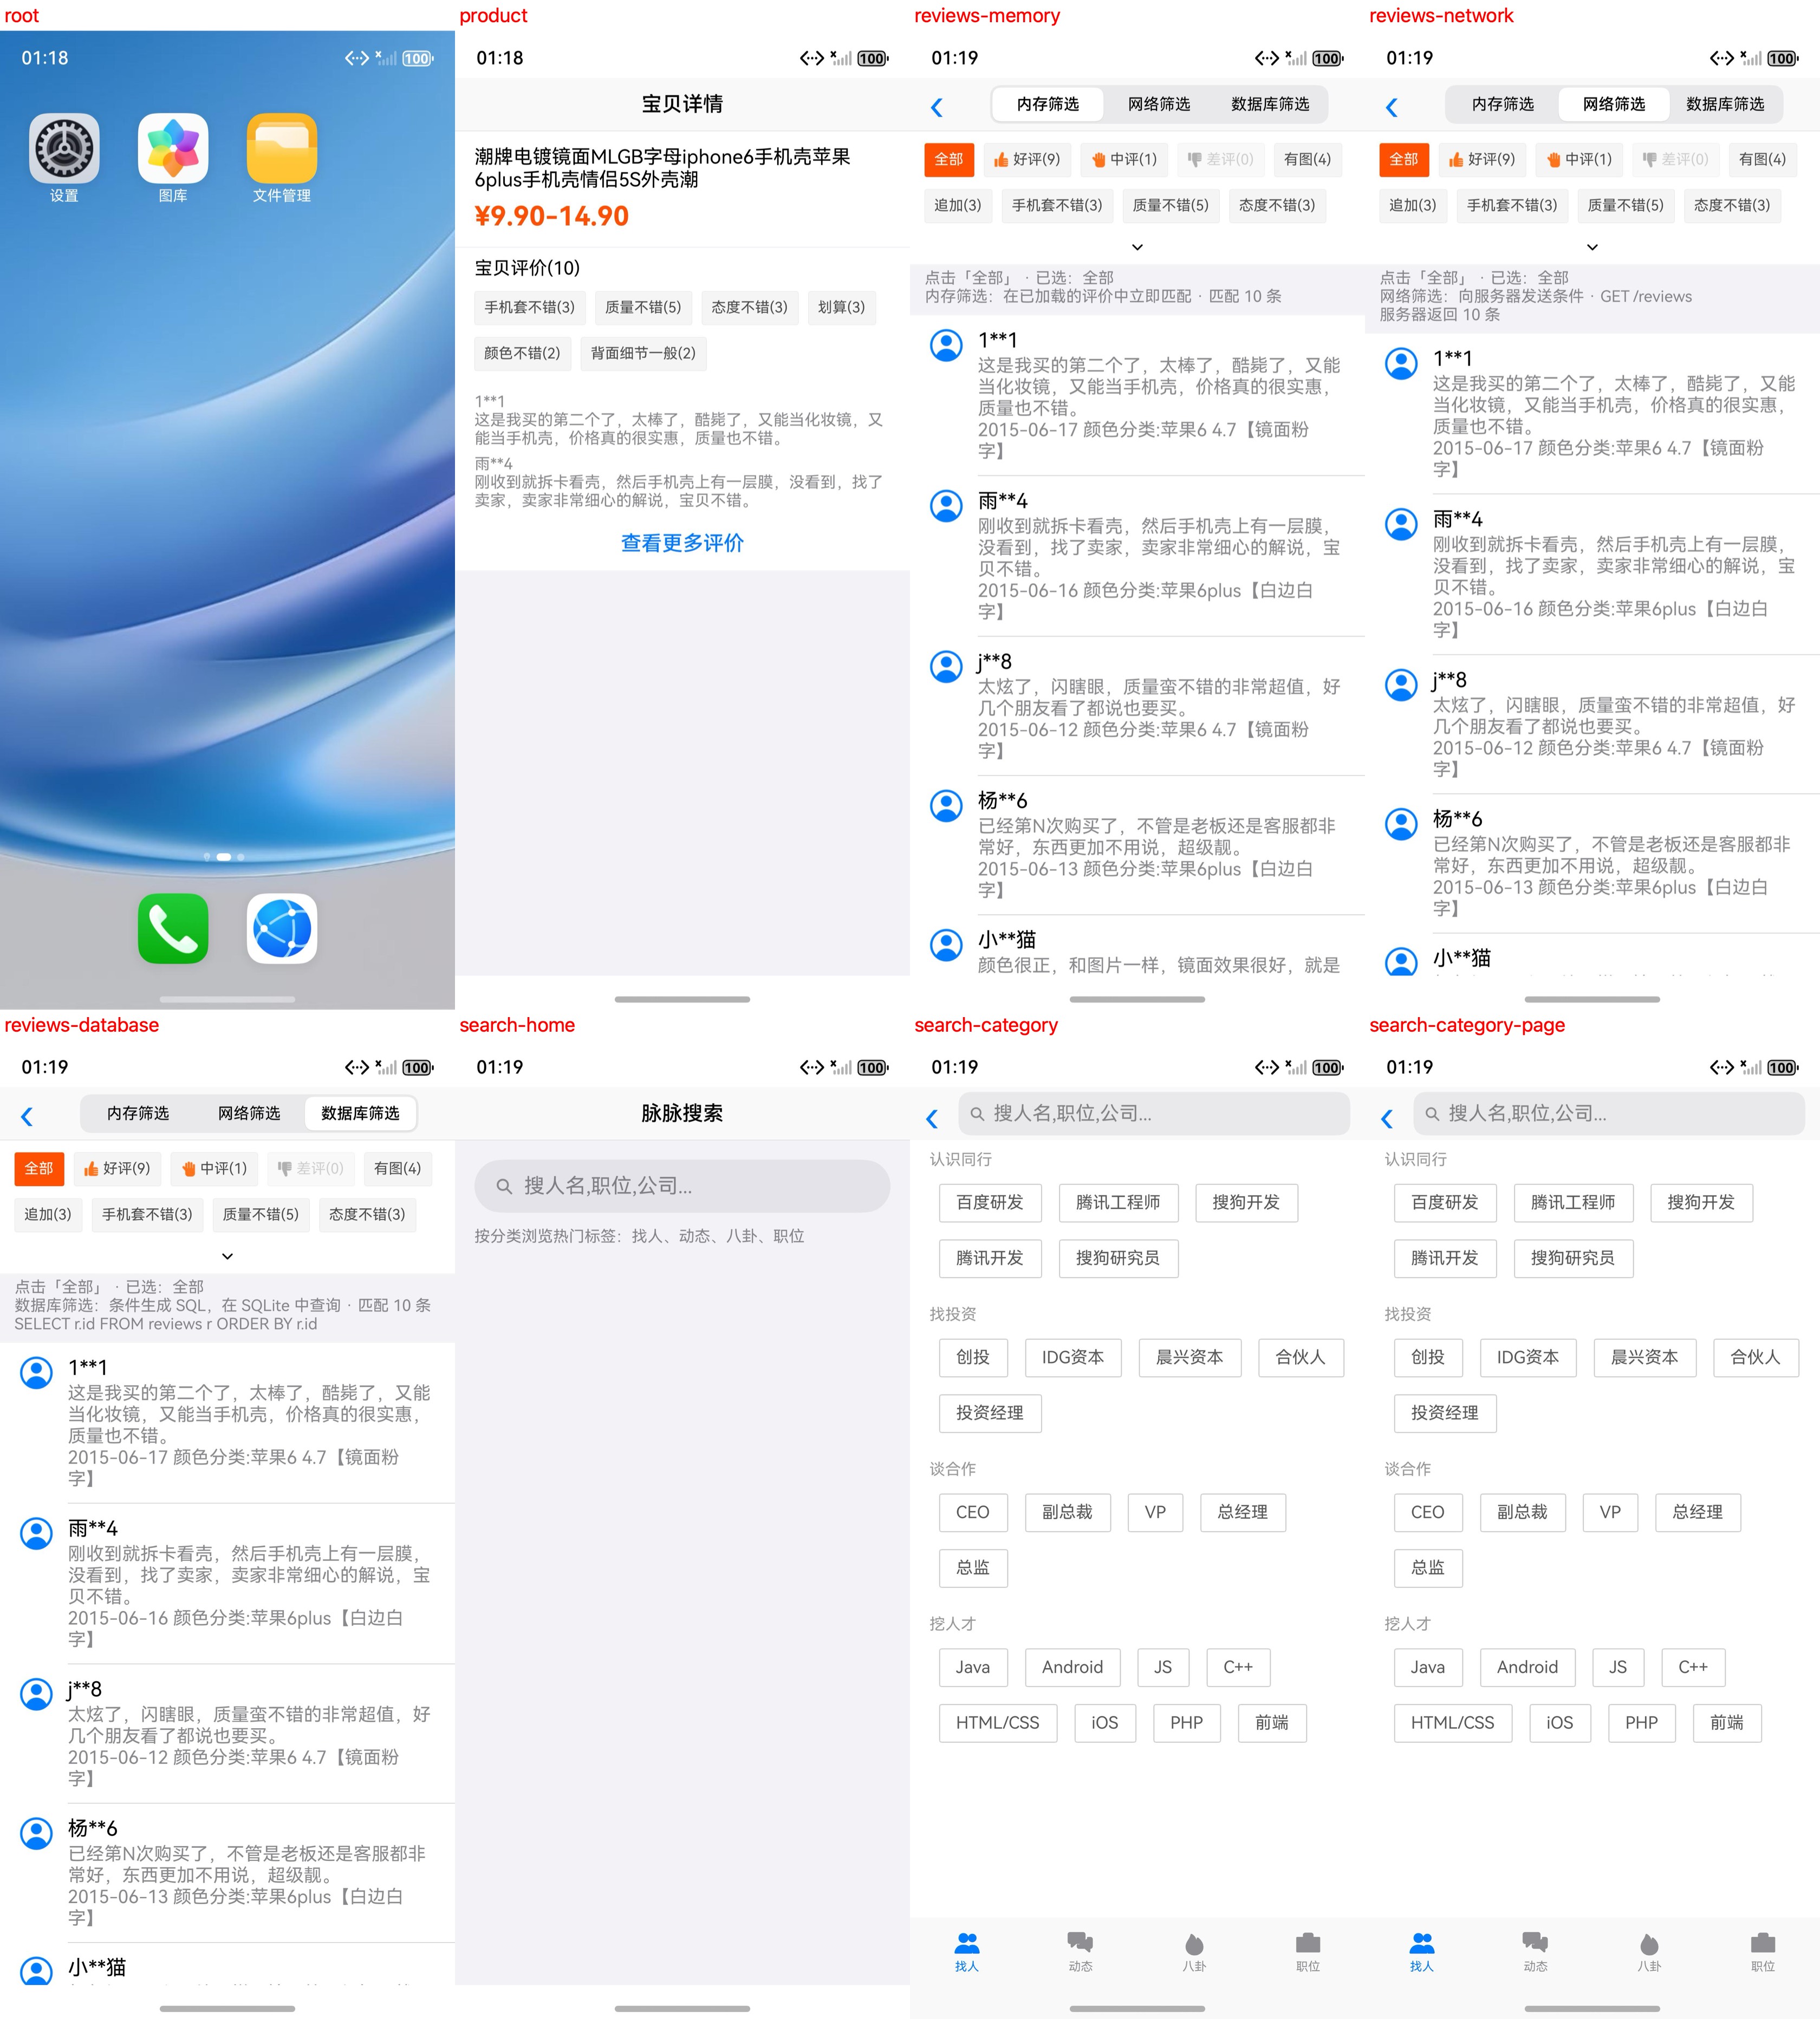 root
01:18
100
设置
图库
文件管理
product
01:18
100
宝贝详情
潮牌电镀镜面MLGB字母iphone6手机壳苹果
6plus手机壳情侣5S外壳潮
¥9.90-14.90
宝贝评价(10)
手机套不错(3)
质量不错(5)
态度不错(3)
划算(3)
颜色不错(2)
背面细节一般(2)
1**1
这是我买的第二个了，太棒了，酷毙了，又能当化妆镜，又
能当手机壳，价格真的很实惠，质量也不错。
雨**4
刚收到就拆卡看壳，然后手机壳上有一层膜，没看到，找了
卖家，卖家非常细心的解说，宝贝不错。
查看更多评价
reviews-memory
01:19
100
内存筛选
网络筛选
数据库筛选
全部
好评(9)
中评(1)
差评(0)
有图(4)
追加(3)
手机套不错(3)
质量不错(5)
态度不错(3)
点击「全部」 · 已选：全部
内存筛选：在已加载的评价中立即匹配 · 匹配 10 条
1**1
这是我买的第二个了，太棒了，酷毙了，又能
当化妆镜，又能当手机壳，价格真的很实惠，
质量也不错。
2015-06-17 颜色分类:苹果6 4.7【镜面粉
字】
雨**4
刚收到就拆卡看壳，然后手机壳上有一层膜，
没看到，找了卖家，卖家非常细心的解说，宝
贝不错。
2015-06-16 颜色分类:苹果6plus【白边白
字】
j**8
太炫了，闪瞎眼，质量蛮不错的非常超值，好
几个朋友看了都说也要买。
2015-06-12 颜色分类:苹果6 4.7【镜面粉
字】
杨**6
已经第N次购买了，不管是老板还是客服都非
常好，东西更加不用说，超级靓。
2015-06-13 颜色分类:苹果6plus【白边白
字】
小**猫
颜色很正，和图片一样，镜面效果很好，就是
reviews-network
01:19
100
内存筛选
网络筛选
数据库筛选
全部
好评(9)
中评(1)
差评(0)
有图(4)
追加(3)
手机套不错(3)
质量不错(5)
态度不错(3)
点击「全部」 · 已选：全部
网络筛选：向服务器发送条件 · GET /reviews
服务器返回 10 条
1**1
这是我买的第二个了，太棒了，酷毙了，又能
当化妆镜，又能当手机壳，价格真的很实惠，
质量也不错。
2015-06-17 颜色分类:苹果6 4.7【镜面粉
字】
雨**4
刚收到就拆卡看壳，然后手机壳上有一层膜，
没看到，找了卖家，卖家非常细心的解说，宝
贝不错。
2015-06-16 颜色分类:苹果6plus【白边白
字】
j**8
太炫了，闪瞎眼，质量蛮不错的非常超值，好
几个朋友看了都说也要买。
2015-06-12 颜色分类:苹果6 4.7【镜面粉
字】
杨**6
已经第N次购买了，不管是老板还是客服都非
常好，东西更加不用说，超级靓。
2015-06-13 颜色分类:苹果6plus【白边白
字】
小**猫
reviews-database
01:19
100
内存筛选
网络筛选
数据库筛选
全部
好评(9)
中评(1)
差评(0)
有图(4)
追加(3)
手机套不错(3)
质量不错(5)
态度不错(3)
点击「全部」 · 已选：全部
数据库筛选：条件生成 SQL，在 SQLite 中查询 · 匹配 10 条
SELECT r.id FROM reviews r ORDER BY r.id
1**1
这是我买的第二个了，太棒了，酷毙了，又能
当化妆镜，又能当手机壳，价格真的很实惠，
质量也不错。
2015-06-17 颜色分类:苹果6 4.7【镜面粉
字】
雨**4
刚收到就拆卡看壳，然后手机壳上有一层膜，
没看到，找了卖家，卖家非常细心的解说，宝
贝不错。
2015-06-16 颜色分类:苹果6plus【白边白
字】
j**8
太炫了，闪瞎眼，质量蛮不错的非常超值，好
几个朋友看了都说也要买。
2015-06-12 颜色分类:苹果6 4.7【镜面粉
字】
杨**6
已经第N次购买了，不管是老板还是客服都非
常好，东西更加不用说，超级靓。
2015-06-13 颜色分类:苹果6plus【白边白
字】
小**猫
search-home
01:19
100
脉脉搜索
搜人名,职位,公司...
按分类浏览热门标签：找人、动态、八卦、职位
search-category
01:19
100
搜人名,职位,公司...
认识同行
百度研发
腾讯工程师
搜狗开发
腾讯开发
搜狗研究员
找投资
创投
IDG资本
晨兴资本
合伙人
投资经理
谈合作
CEO
副总裁
VP
总经理
总监
挖人才
Java
Android
JS
C++
HTML/CSS
iOS
PHP
前端
找人
动态
八卦
职位
search-category-page
01:19
100
搜人名,职位,公司...
认识同行
百度研发
腾讯工程师
搜狗开发
腾讯开发
搜狗研究员
找投资
创投
IDG资本
晨兴资本
合伙人
投资经理
谈合作
CEO
副总裁
VP
总经理
总监
挖人才
Java
Android
JS
C++
HTML/CSS
iOS
PHP
前端
找人
动态
八卦
职位